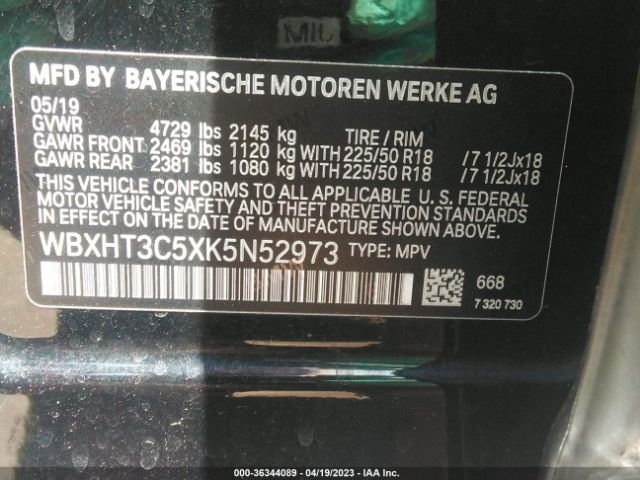 MFD BY BAYERISCHE MOTOREN WERKE AG
05/19
GVWR 4729 lbs 2145 kg TIRE / RIM
GAWR FRONT 2469 lbs 1120 kg WITH 225/50 R18 /7 1/2Jx18
GAWR REAR 2381 lbs 1080 kg WITH 225/50 R18 /7 1/2Jx18
THIS VEHICLE CONFORMS TO ALL APPLICABLE U. S. FEDERAL
MOTOR VEHICLE SAFETY AND THEFT PREVENTION STANDARDS
IN EFFECT ON THE DATE OF MANUFACTURE SHOWN ABOVE.
WBXHT3C5XK5N52973 TYPE: MPV
668
7 320 730
000-36344089 - 04/19/2023 - IAA Inc.